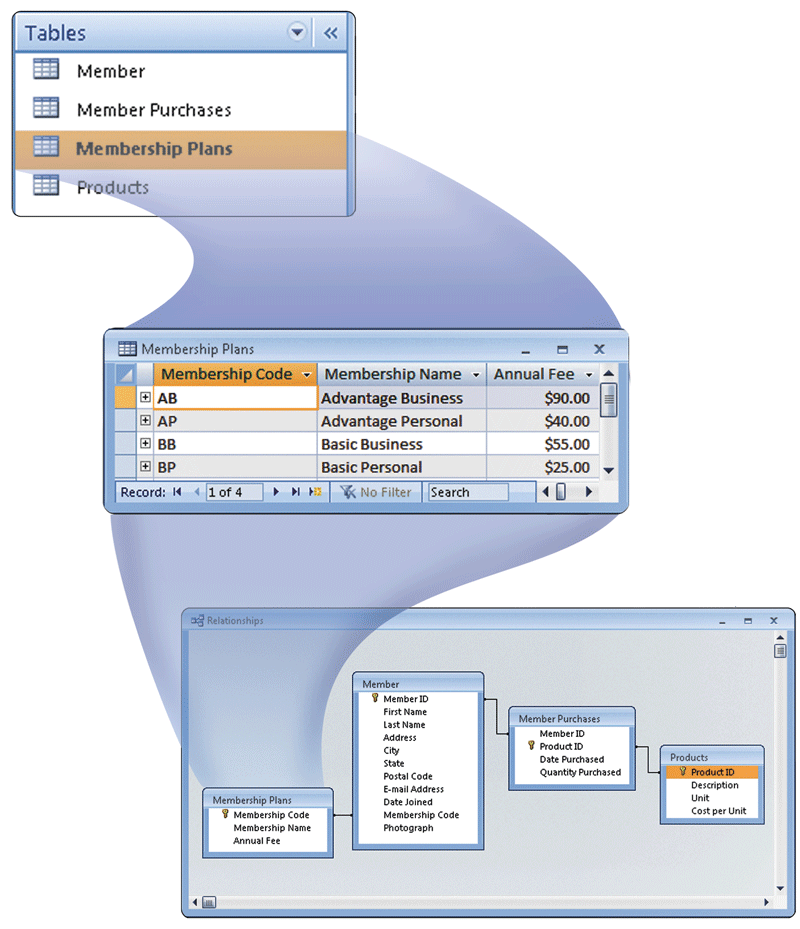 Tables
Member
Member Purchases
Membership Plans
Products
Membership Plans
Membership Code Membership Name Annual Fee
AB Advantage Business $90.00
AP Advantage Personal $40.00
BB Basic Business $55.00
BP Basic Personal $25.00
Record: 1 of 4 No Filter Search
Relationships
Membership Plans
Membership Code
Membership Name
Annual Fee
Member
Member ID
First Name
Last Name
Address
City
State
Postal Code
E-mail Address
Date Joined
Membership Code
Photograph
Member Purchases
Member ID
Product ID
Date Purchased
Quantity Purchased
Products
Product ID
Description
Unit
Cost per Unit